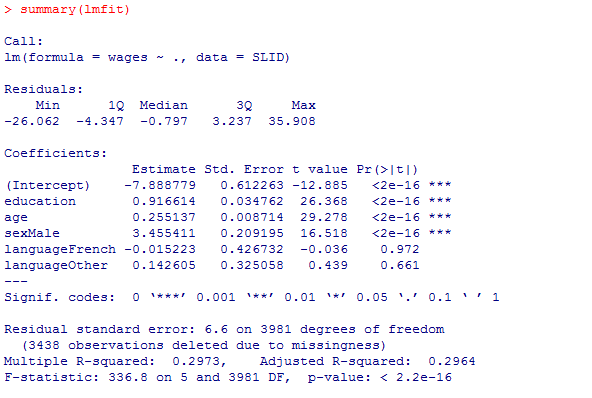 > summary(lmfit)
Call:
lm(formula = wages ~ ., data = SLID)
Residuals:
    Min      1Q  Median      3Q     Max
-26.062  -4.347  -0.797   3.237  35.908
Coefficients:
                Estimate Std. Error t value Pr(>|t|)
(Intercept)    -7.888779   0.612263 -12.885   <2e-16 ***
education       0.916614   0.034762  26.368   <2e-16 ***
age             0.255137   0.008714  29.278   <2e-16 ***
sexMale         3.455411   0.209195  16.518   <2e-16 ***
languageFrench -0.015223   0.426732  -0.036    0.972
languageOther   0.142605   0.325058   0.439    0.661
---
Signif. codes:  0 ‘***’ 0.001 ‘**’ 0.01 ‘*’ 0.05 ‘.’ 0.1 ‘ ’ 1
Residual standard error: 6.6 on 3981 degrees of freedom
  (3438 observations deleted due to missingness)
Multiple R-squared:  0.2973,    Adjusted R-squared:  0.2964
F-statistic: 336.8 on 5 and 3981 DF,  p-value: < 2.2e-16